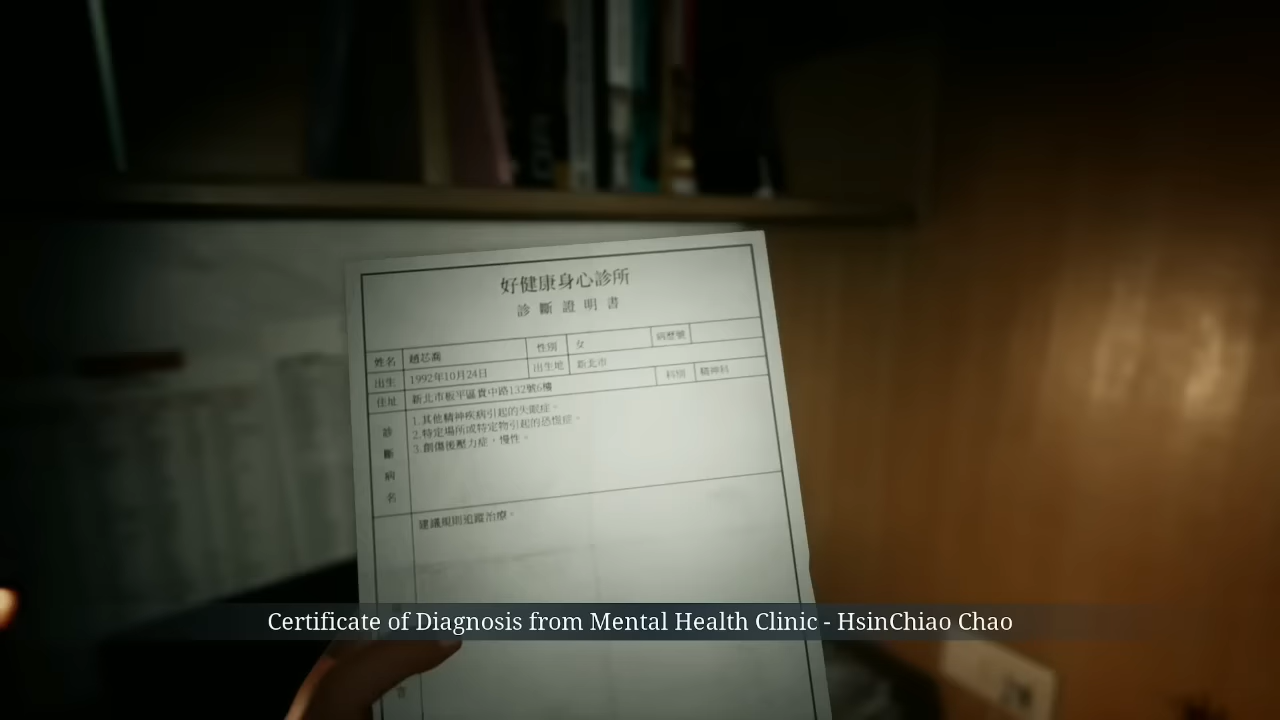 好健康身心診所
診斷證明書
姓名 趙芯喬 性別 女 病歷號
出生 1992年10月24日 出生地 新北市
住址 新北市板平區貴中路132號6樓 科別 精神科
診斷病名
1.其他精神疾病引起的失眠症。
2.特定場所或特定物引起的恐慌症。
3.創傷後壓力症，慢性。
建議規則追蹤治療。
Certificate of Diagnosis from Mental Health Clinic - HsinChiao Chao